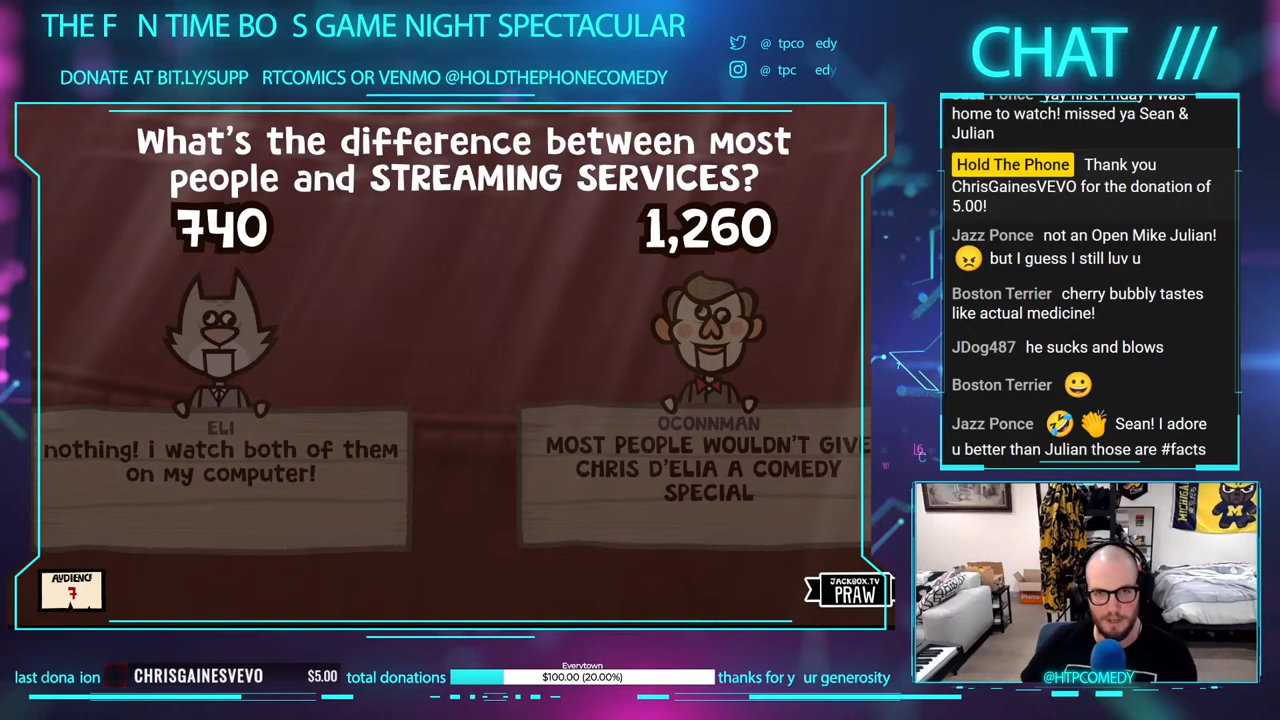 THE F N TIME BO S GAME NIGHT SPECTACULAR
DONATE AT BIT.LY/SUPP RTCOMICS OR VENMO @HOLDTHEPHONECOMEDY
@ tpco edy
@ tpc edy
CHAT ///
What's the difference between most
people and STREAMING SERVICES?
740
1,260
ELI
nothing! i watch both of them
on my computer!
OCONNMAN
MOST PEOPLE WOULDN'T GIVE
CHRIS D'ELIA A COMEDY
SPECIAL
AUDIENCE
7
JACKBOX.TV
PRAW
Jazz Ponce yay first Friday I was
home to watch! missed ya Sean &
Julian
Hold The Phone Thank you
ChrisGainesVEVO for the donation of
5.00!
Jazz Ponce not an Open Mike Julian!
😠 but I guess I still luv u
Boston Terrier cherry bubbly tastes
like actual medicine!
JDog487 he sucks and blows
Boston Terrier 😀
Jazz Ponce 🤣 👏 Sean! I adore
u better than Julian those are #facts
MICHIGAN
M
@HTPCOMEDY
last dona ion CHRISGAINESVEVO $5.00 total donations
Everytown
$100.00 (20.00%)
thanks for y ur generosity